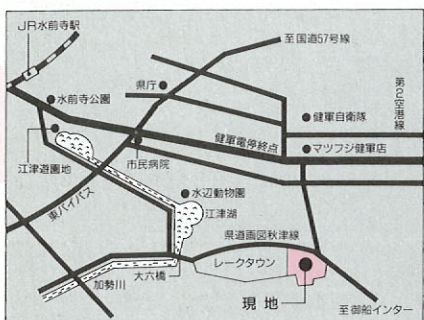 JR水前寺駅
至国道57号線
県庁
第2空港線
水前寺公園
健軍自衛隊
健軍電停終点
マツフジ健軍店
江津遊園地
市民病院
東バイパス
水辺動物園
江津湖
県道画図秋津線
レークタウン
大六橋
加勢川
現地
至御船インター